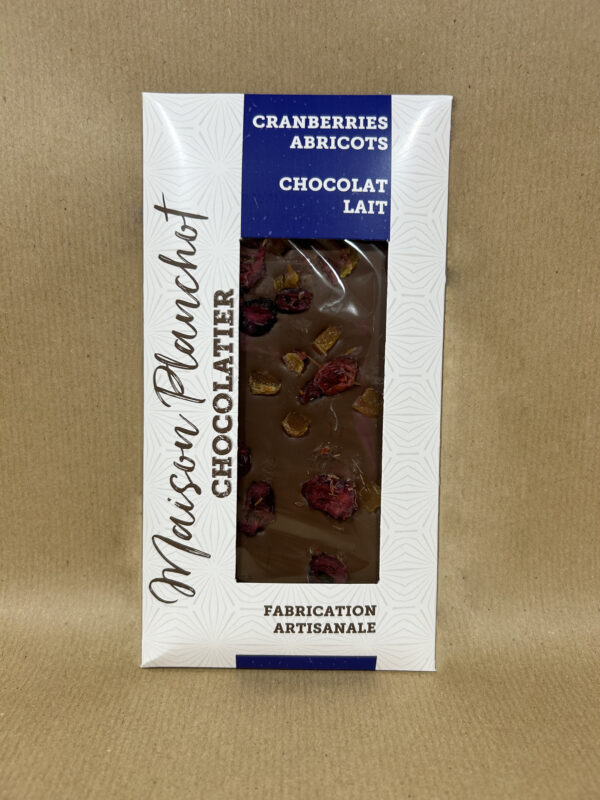 CRANBERRIES
ABRICOTS
CHOCOLAT
LAIT
Maison Planchot
CHOCOLATIER
FABRICATION
ARTISANALE